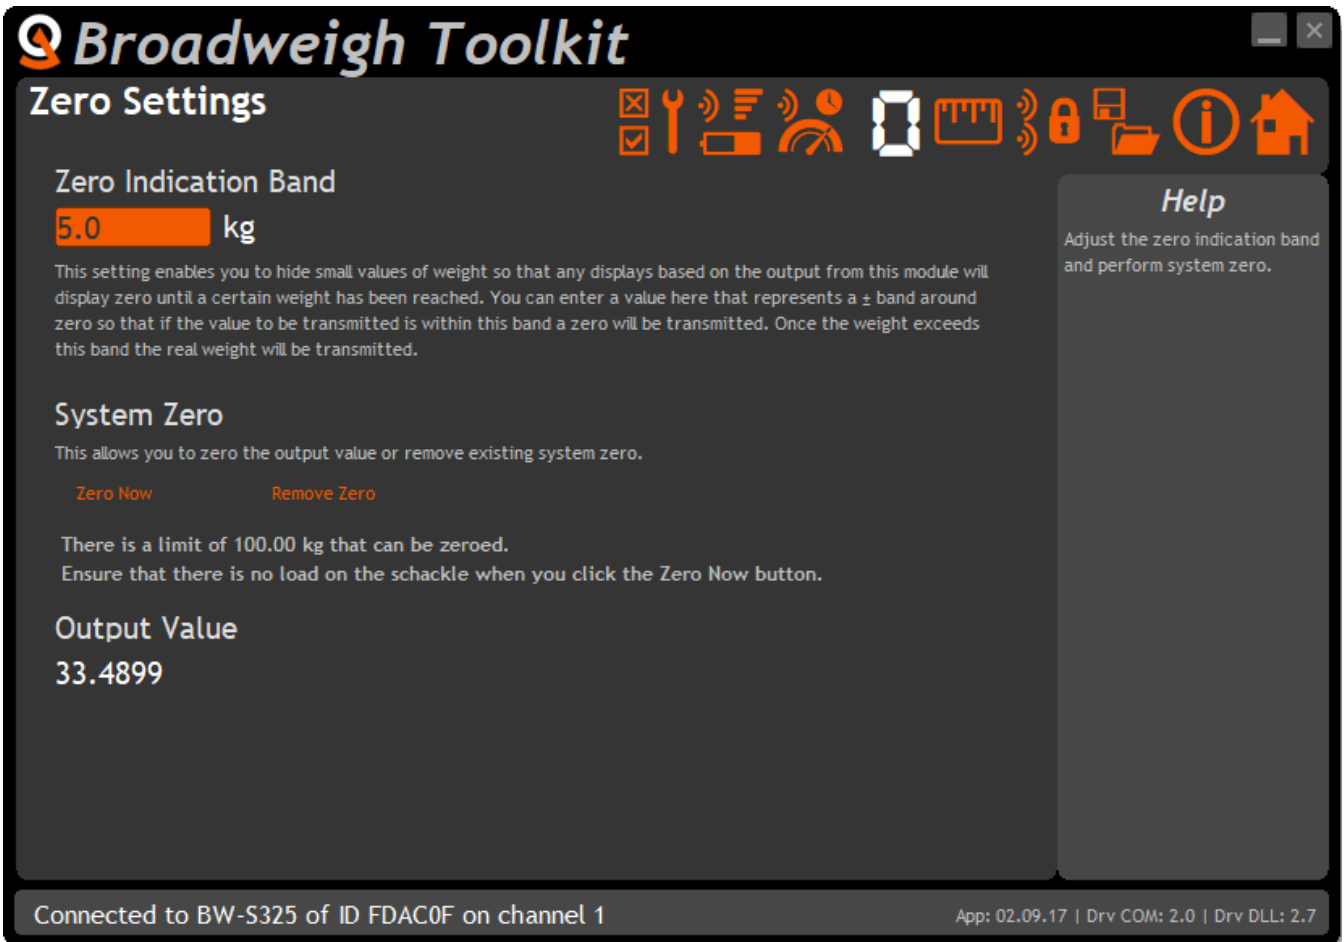 Broadweigh Toolkit
Zero Settings
0
Zero Indication Band
5.0 kg
This setting enables you to hide small values of weight so that any displays based on the output from this module will
display zero until a certain weight has been reached. You can enter a value here that represents a ± band around
zero so that if the value to be transmitted is within this band a zero will be transmitted. Once the weight exceeds
this band the real weight will be transmitted.
System Zero
This allows you to zero the output value or remove existing system zero.
Zero Now Remove Zero
There is a limit of 100.00 kg that can be zeroed.
Ensure that there is no load on the schackle when you click the Zero Now button.
Output Value
33.4899
Help
Adjust the zero indication band
and perform system zero.
Connected to BW-S325 of ID FDAC0F on channel 1
App: 02.09.17 | Drv COM: 2.0 | Drv DLL: 2.7